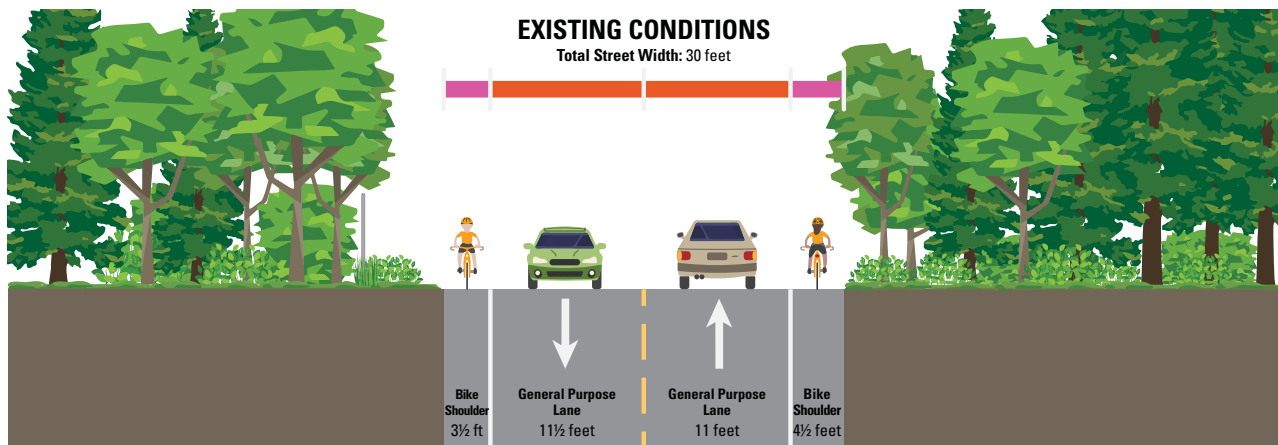 EXISTING CONDITIONS
Total Street Width: 30 feet
Bike
Shoulder
3½ ft
General Purpose
Lane
11½ feet
General Purpose
Lane
11 feet
Bike
Shoulder
4½ feet